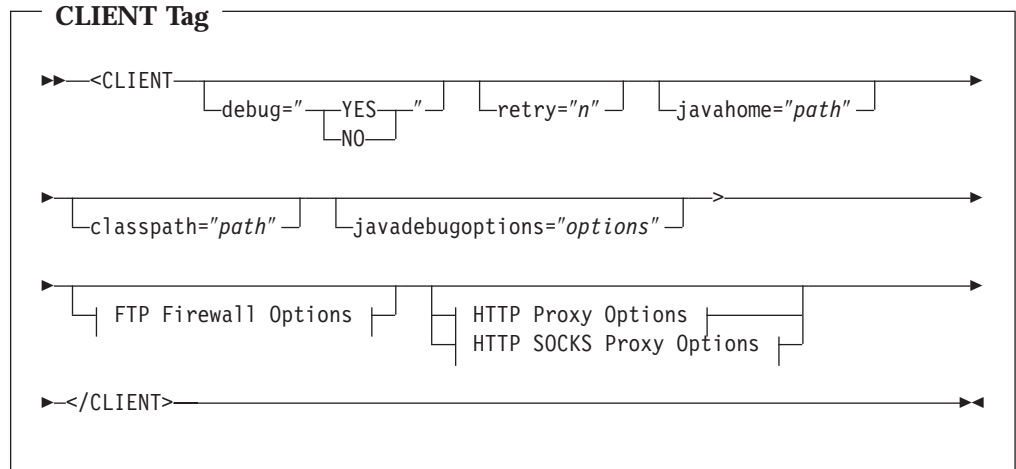 CLIENT Tag
<CLIENT
debug="YES"
NO
retry="n"
javahome="path"
classpath="path"
javadebugoptions="options"
>
FTP Firewall Options
HTTP Proxy Options
HTTP SOCKS Proxy Options
</CLIENT>